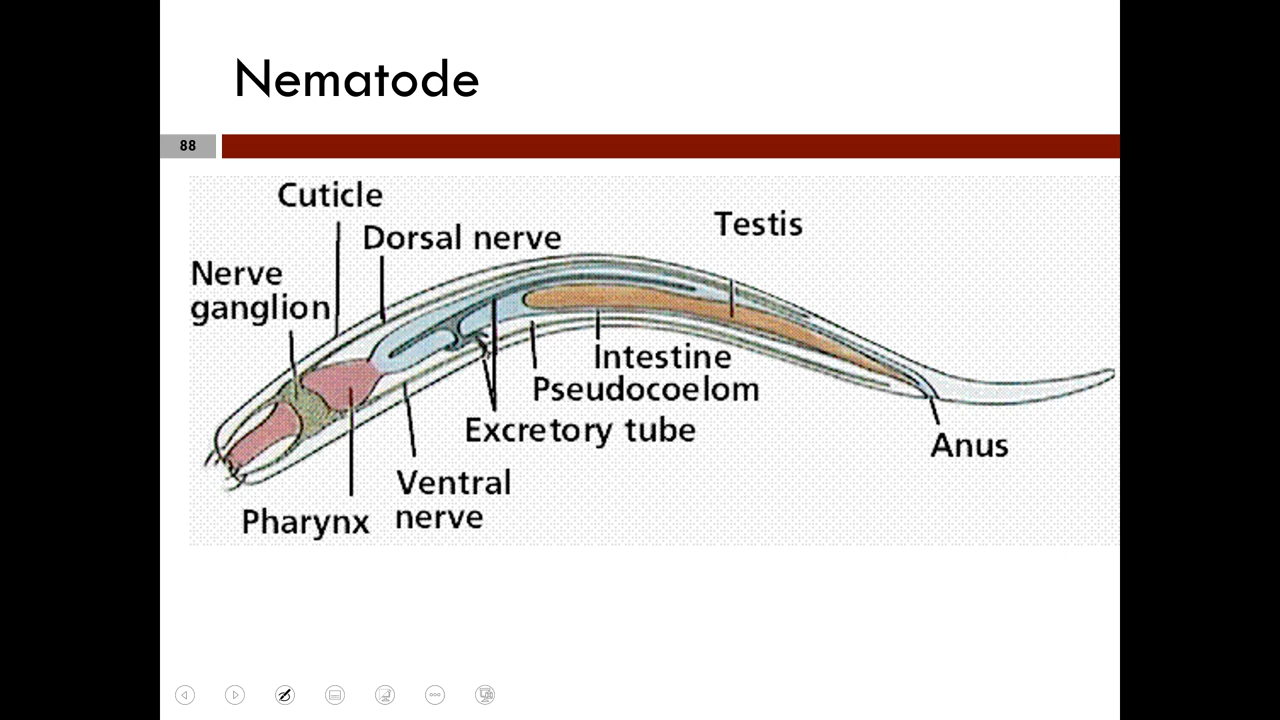 Nematode
88
Cuticle
Dorsal nerve
Testis
Nerve
ganglion
Intestine
Pseudocoelom
Excretory tube
Anus
Ventral
nerve
Pharynx